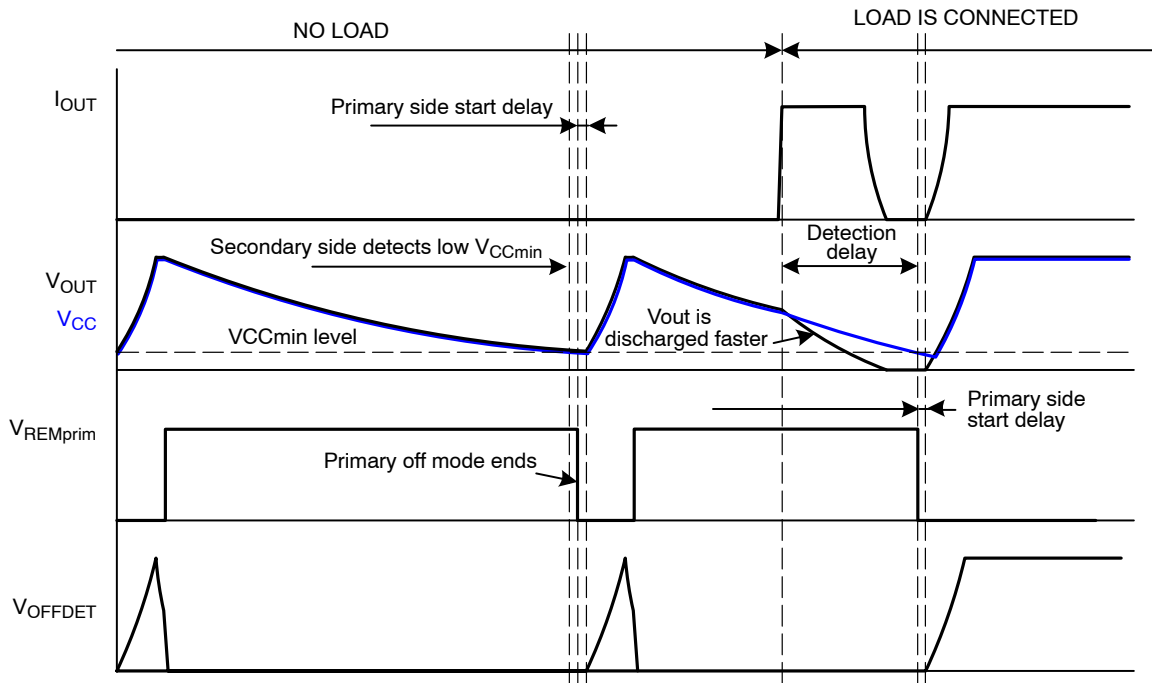 NO LOAD
LOAD IS CONNECTED
IOUT
Primary side start delay
Secondary side detects low VCCmin
Detection
delay
VOUT
VCC
VCCmin level
Vout is
discharged faster
VREMprim
Primary side
start delay
Primary off mode ends
VOFFDET